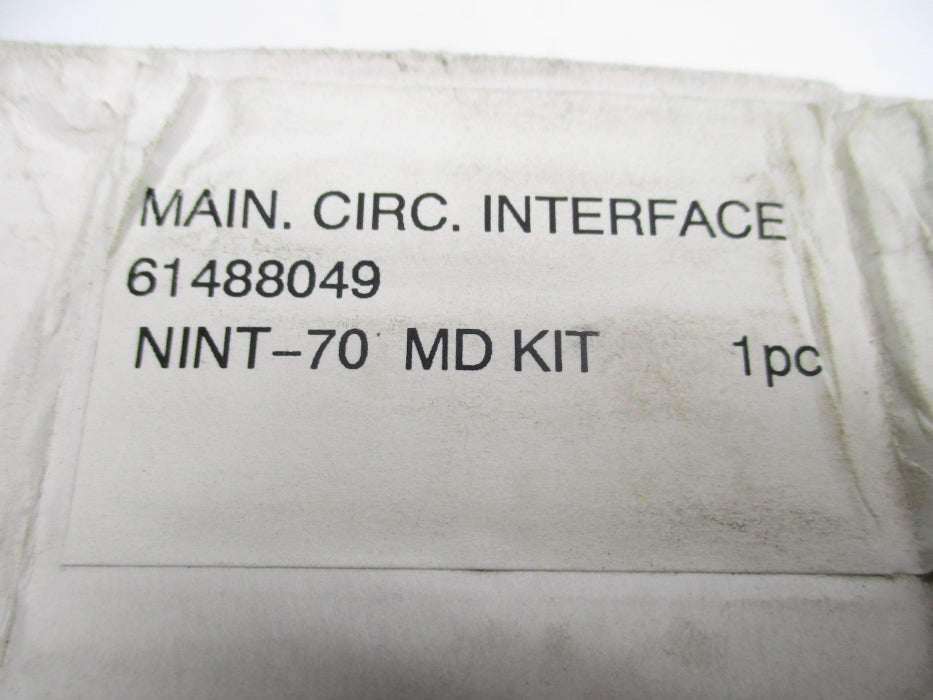 MAIN. CIRC. INTERFACE
61488049
NINT-70 MD KIT 1pc